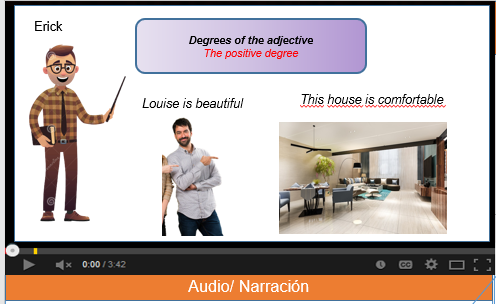 Erick
Degrees of the adjective
The positive degree
Louise is beautiful
This house is comfortable
0:00 / 3:42
CC
Audio/ Narración